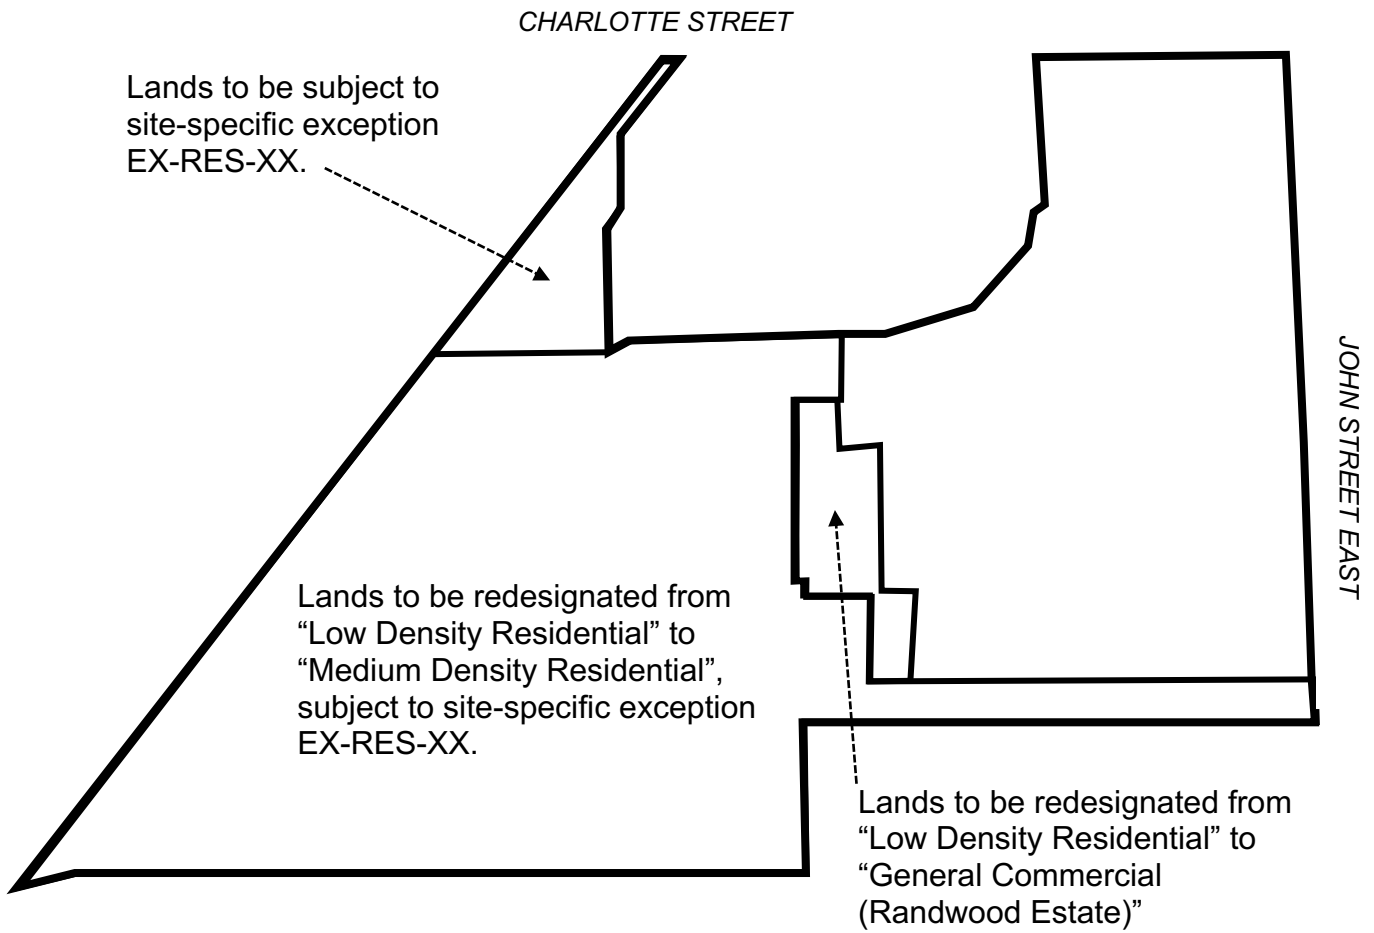 CHARLOTTE STREET
Lands to be subject to
site-specific exception
EX-RES-XX.
JOHN STREET EAST
Lands to be redesignated from
“Low Density Residential” to
“Medium Density Residential”,
subject to site-specific exception
EX-RES-XX.
Lands to be redesignated from
“Low Density Residential” to
“General Commercial
(Randwood Estate)”